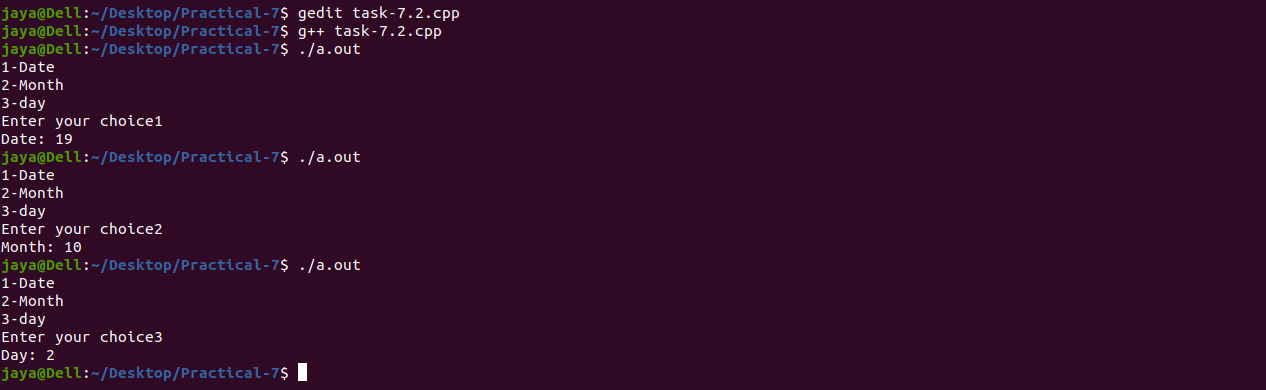 jaya@Dell:~/Desktop/Practical-7$ gedit task-7.2.cpp
jaya@Dell:~/Desktop/Practical-7$ g++ task-7.2.cpp
jaya@Dell:~/Desktop/Practical-7$ ./a.out
1-Date
2-Month
3-day
Enter your choice1
Date: 19
jaya@Dell:~/Desktop/Practical-7$ ./a.out
1-Date
2-Month
3-day
Enter your choice2
Month: 10
jaya@Dell:~/Desktop/Practical-7$ ./a.out
1-Date
2-Month
3-day
Enter your choice3
Day: 2
jaya@Dell:~/Desktop/Practical-7$